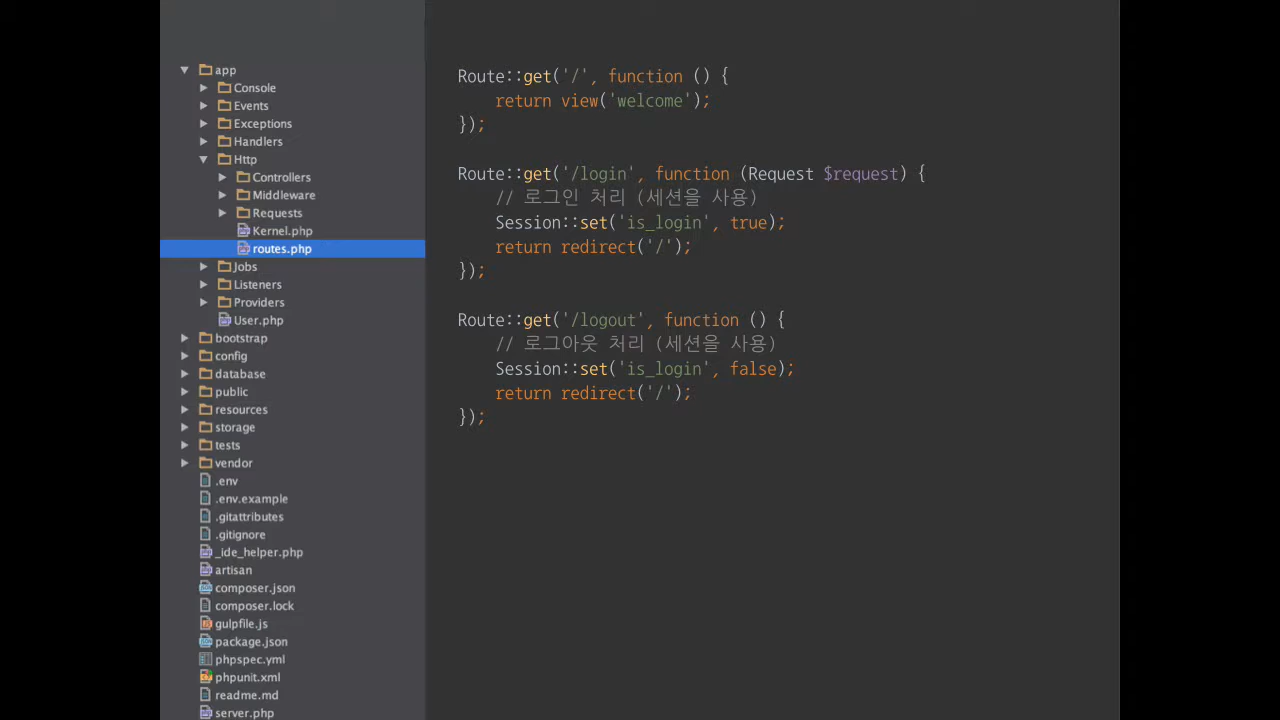 app
Console
Events
Exceptions
Handlers
Http
Controllers
Middleware
Requests
Kernel.php
routes.php
Jobs
Listeners
Providers
User.php
bootstrap
config
database
public
resources
storage
tests
vendor
.env
.env.example
.gitattributes
.gitignore
_ide_helper.php
artisan
composer.json
composer.lock
gulpfile.js
package.json
phpspec.yml
phpunit.xml
readme.md
server.php
Route::get('/', function () {
    return view('welcome');
});
Route::get('/login', function (Request $request) {
    // 로그인 처리 (세션을 사용)
    Session::set('is_login', true);
    return redirect('/');
});
Route::get('/logout', function () {
    // 로그아웃 처리 (세션을 사용)
    Session::set('is_login', false);
    return redirect('/');
});